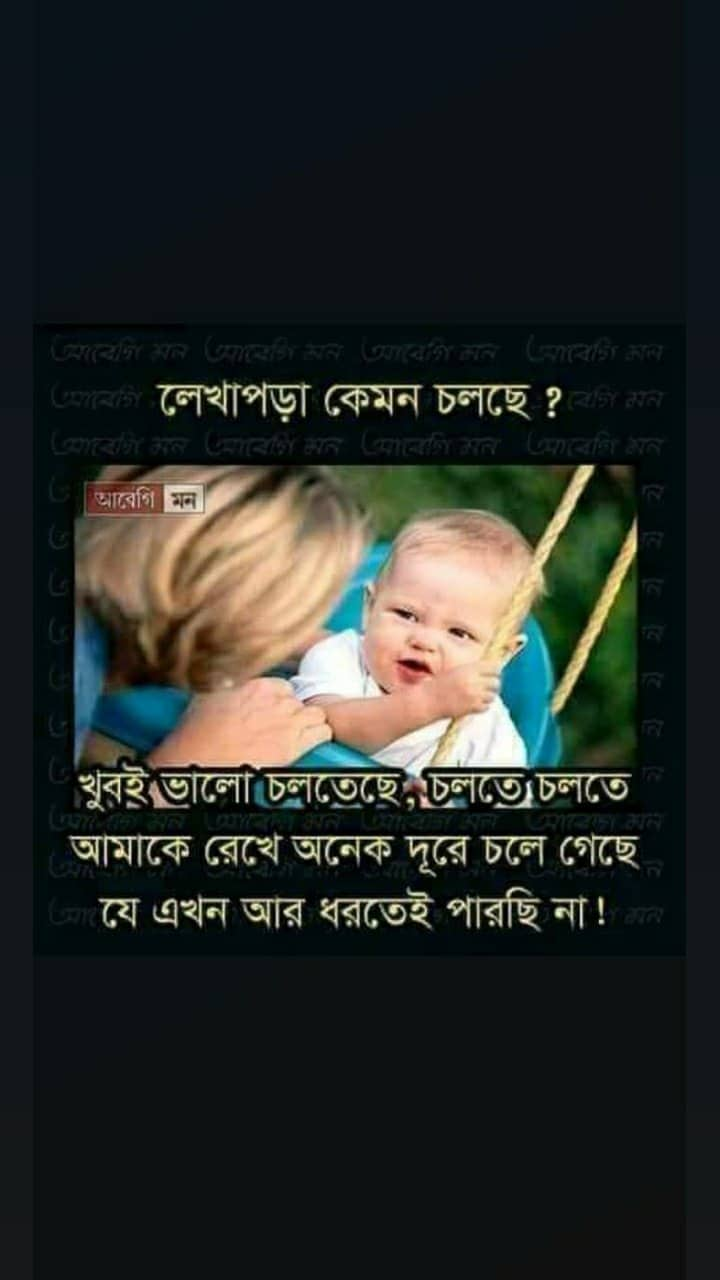 লেখাপড়া কেমন চলছে ?
আবেগি মন
খুবই ভালো চলতেছে, চলতে চলতে
আমাকে রেখে অনেক দূরে চলে গেছে
যে এখন আর ধরতেই পারছি না !